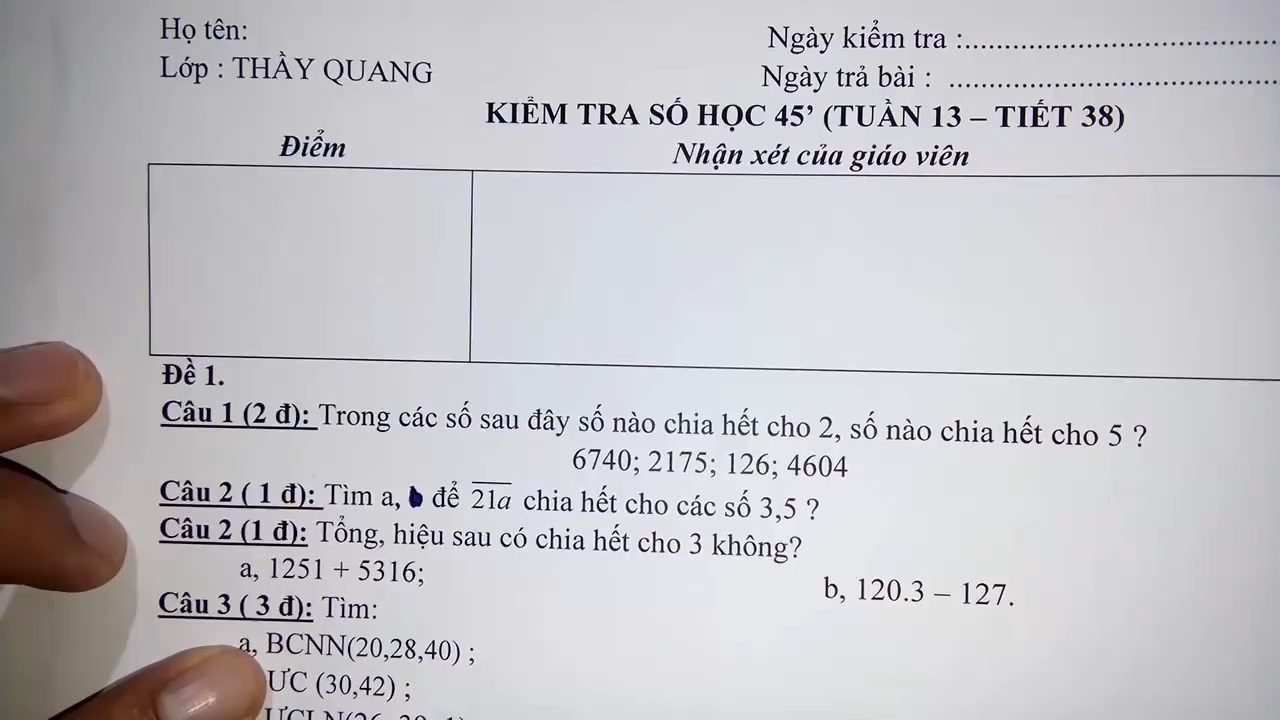 Họ tên:
Ngày kiểm tra :........................................
Lớp : THẦY QUANG
Ngày trả bài : ..........................................
KIỂM TRA SỐ HỌC 45’ (TUẦN 13 – TIẾT 38)
Điểm
Nhận xét của giáo viên
Đề 1.
Câu 1 (2 đ): Trong các số sau đây số nào chia hết cho 2, số nào chia hết cho 5 ?
6740; 2175; 126; 4604
Câu 2 ( 1 đ): Tìm a, để 21a chia hết cho các số 3,5 ?
Câu 2 (1 đ): Tổng, hiệu sau có chia hết cho 3 không?
a, 1251 + 5316;
b, 120.3 – 127.
Câu 3 ( 3 đ): Tìm:
a, BCNN(20,28,40) ;
ƯC (30,42) ;